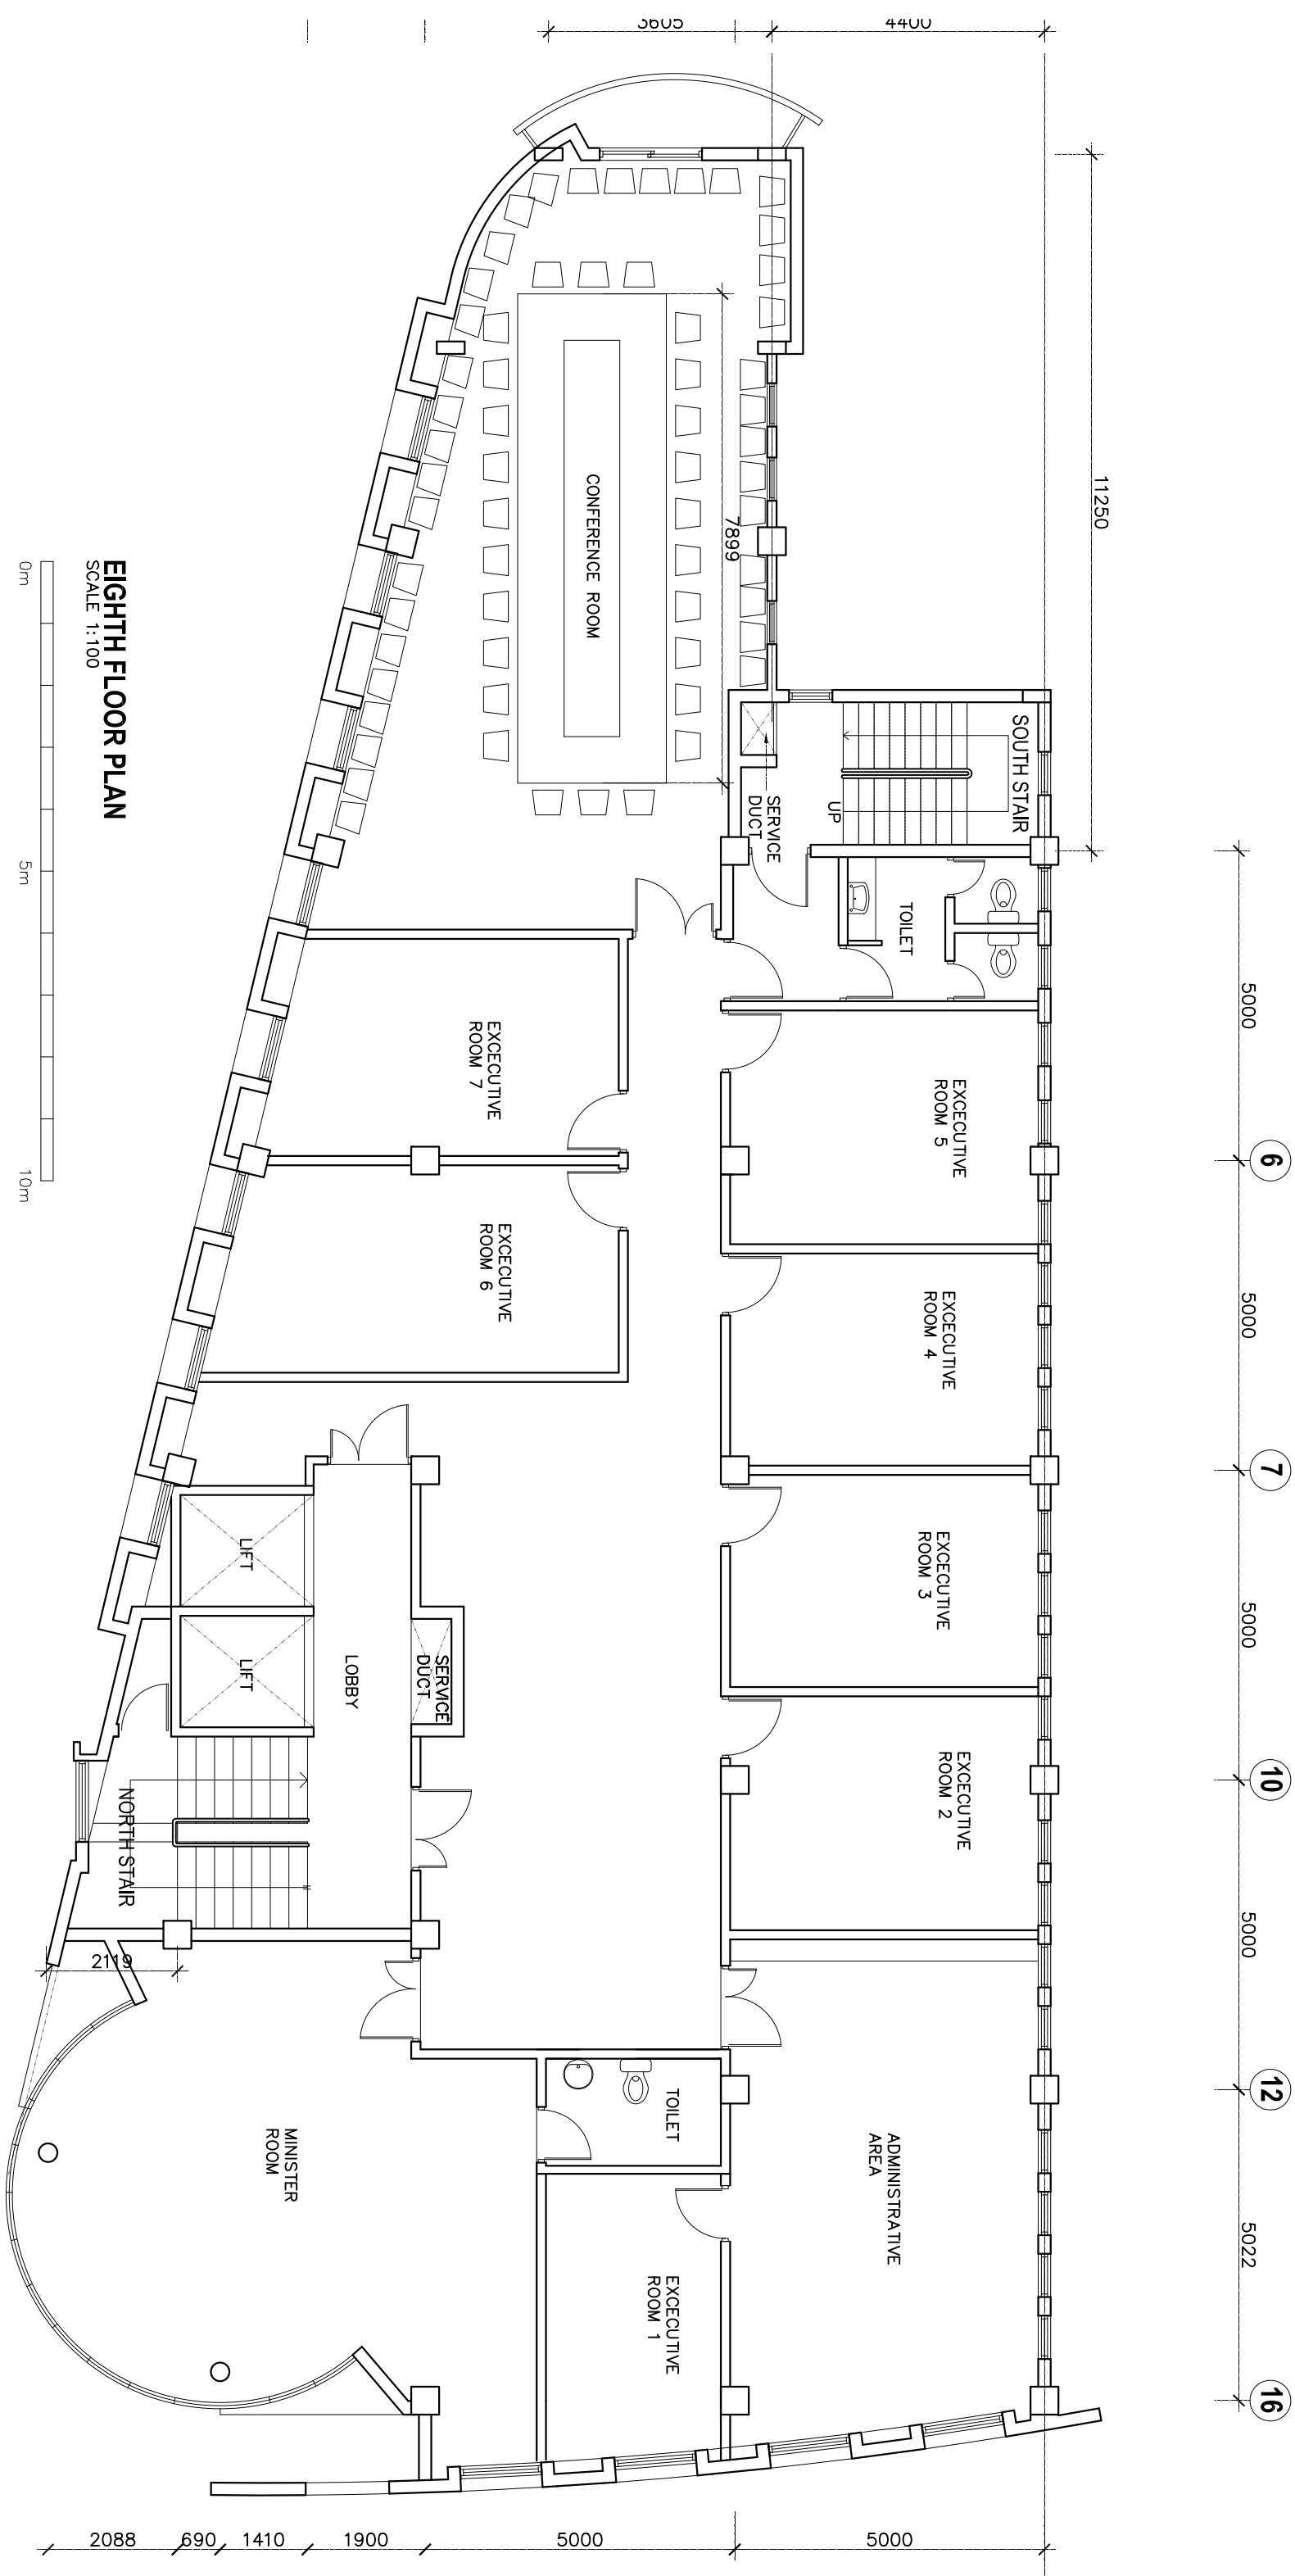 3605
4400
11250
7899
CONFERENCE ROOM
SOUTH STAIR
UP
SERVICE
DUCT
TOILET
EIGHTH FLOOR PLAN
SCALE 1:100
0m
5m
10m
5000
6
EXCECUTIVE
ROOM 7
EXCECUTIVE
ROOM 5
EXCECUTIVE
ROOM 6
EXCECUTIVE
ROOM 4
5000
7
EXCECUTIVE
ROOM 3
5000
LIFT
LIFT
LOBBY
SERVICE
DUCT
EXCECUTIVE
ROOM 2
10
NORTH STAIR
5000
2119
12
TOILET
MINISTER
ROOM
ADMINISTRATIVE
AREA
5022
EXCECUTIVE
ROOM 1
16
2088
690
1410
1900
5000
5000